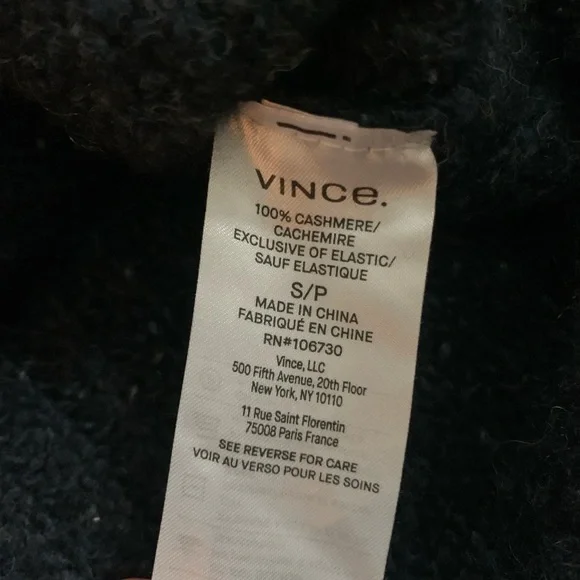 VINCE.
100% CASHMERE/
CACHEMIRE
EXCLUSIVE OF ELASTIC/
SAUF ELASTIQUE
S/P
MADE IN CHINA
FABRIQUÉ EN CHINE
RN#106730
Vince, LLC
500 Fifth Avenue, 20th Floor
New York, NY 10110
11 Rue Saint Florentin
75008 Paris France
SEE REVERSE FOR CARE
VOIR AU VERSO POUR LES SOINS